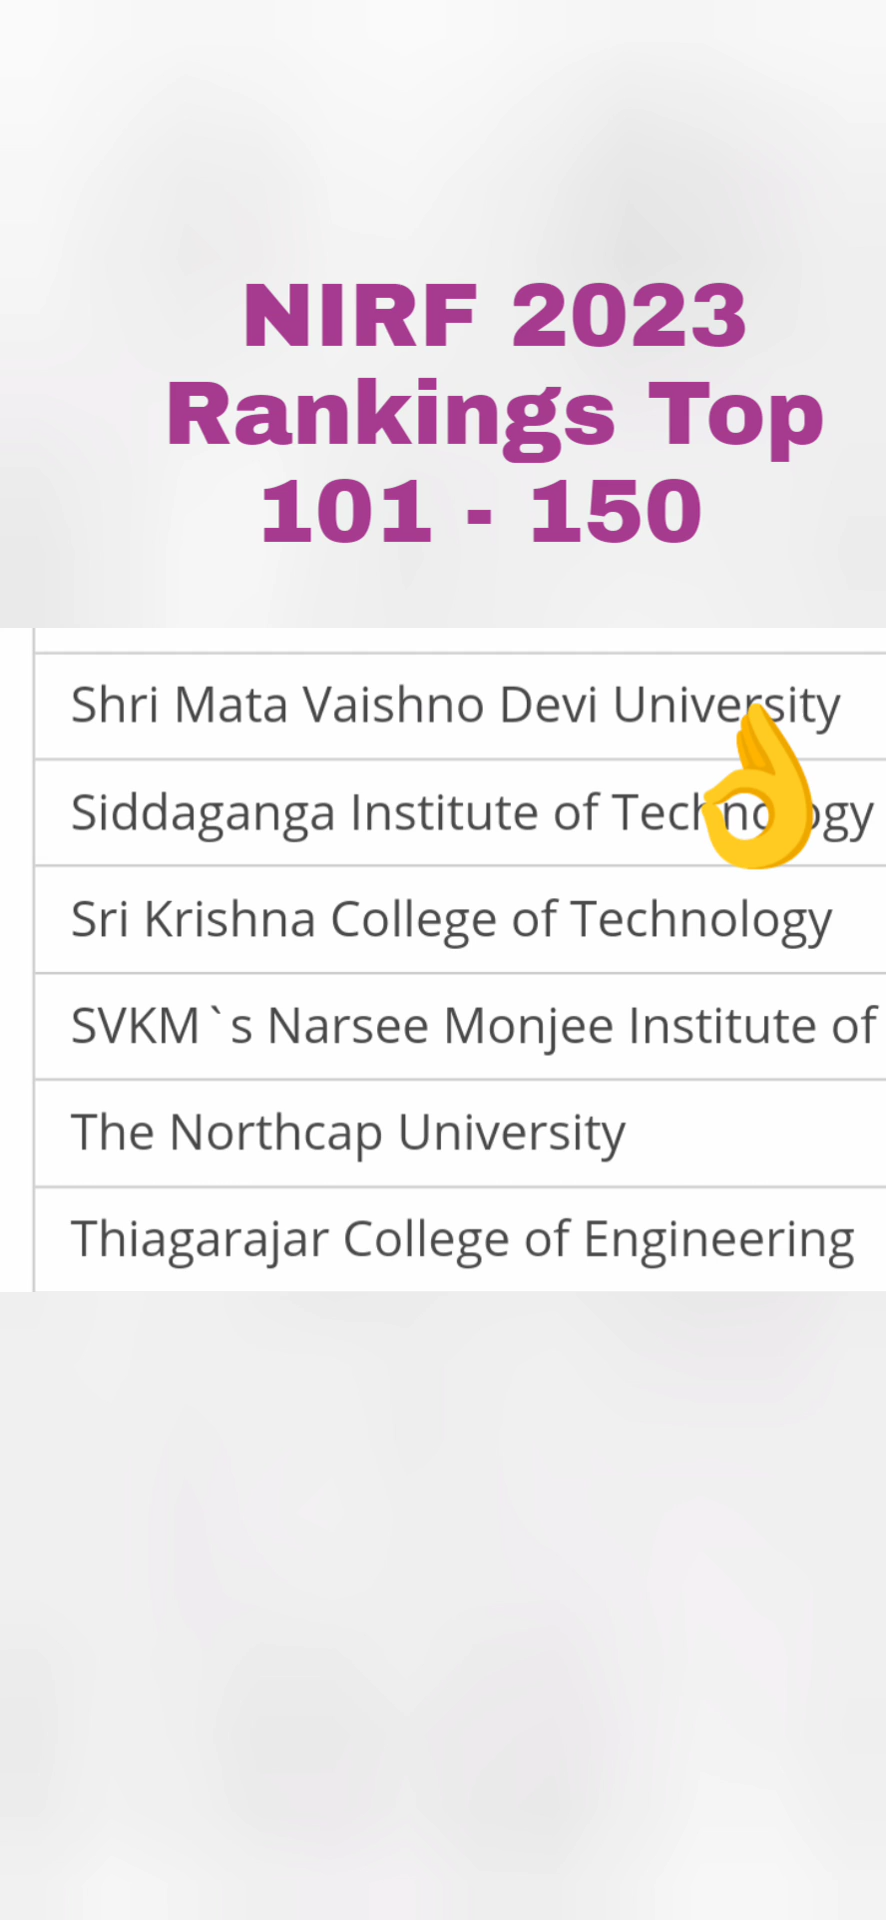 NIRF 2023
Rankings Top
101 - 150
Shri Mata Vaishno Devi University
Siddaganga Institute of Technology
Sri Krishna College of Technology
SVKM`s Narsee Monjee Institute of
The Northcap University
Thiagarajar College of Engineering